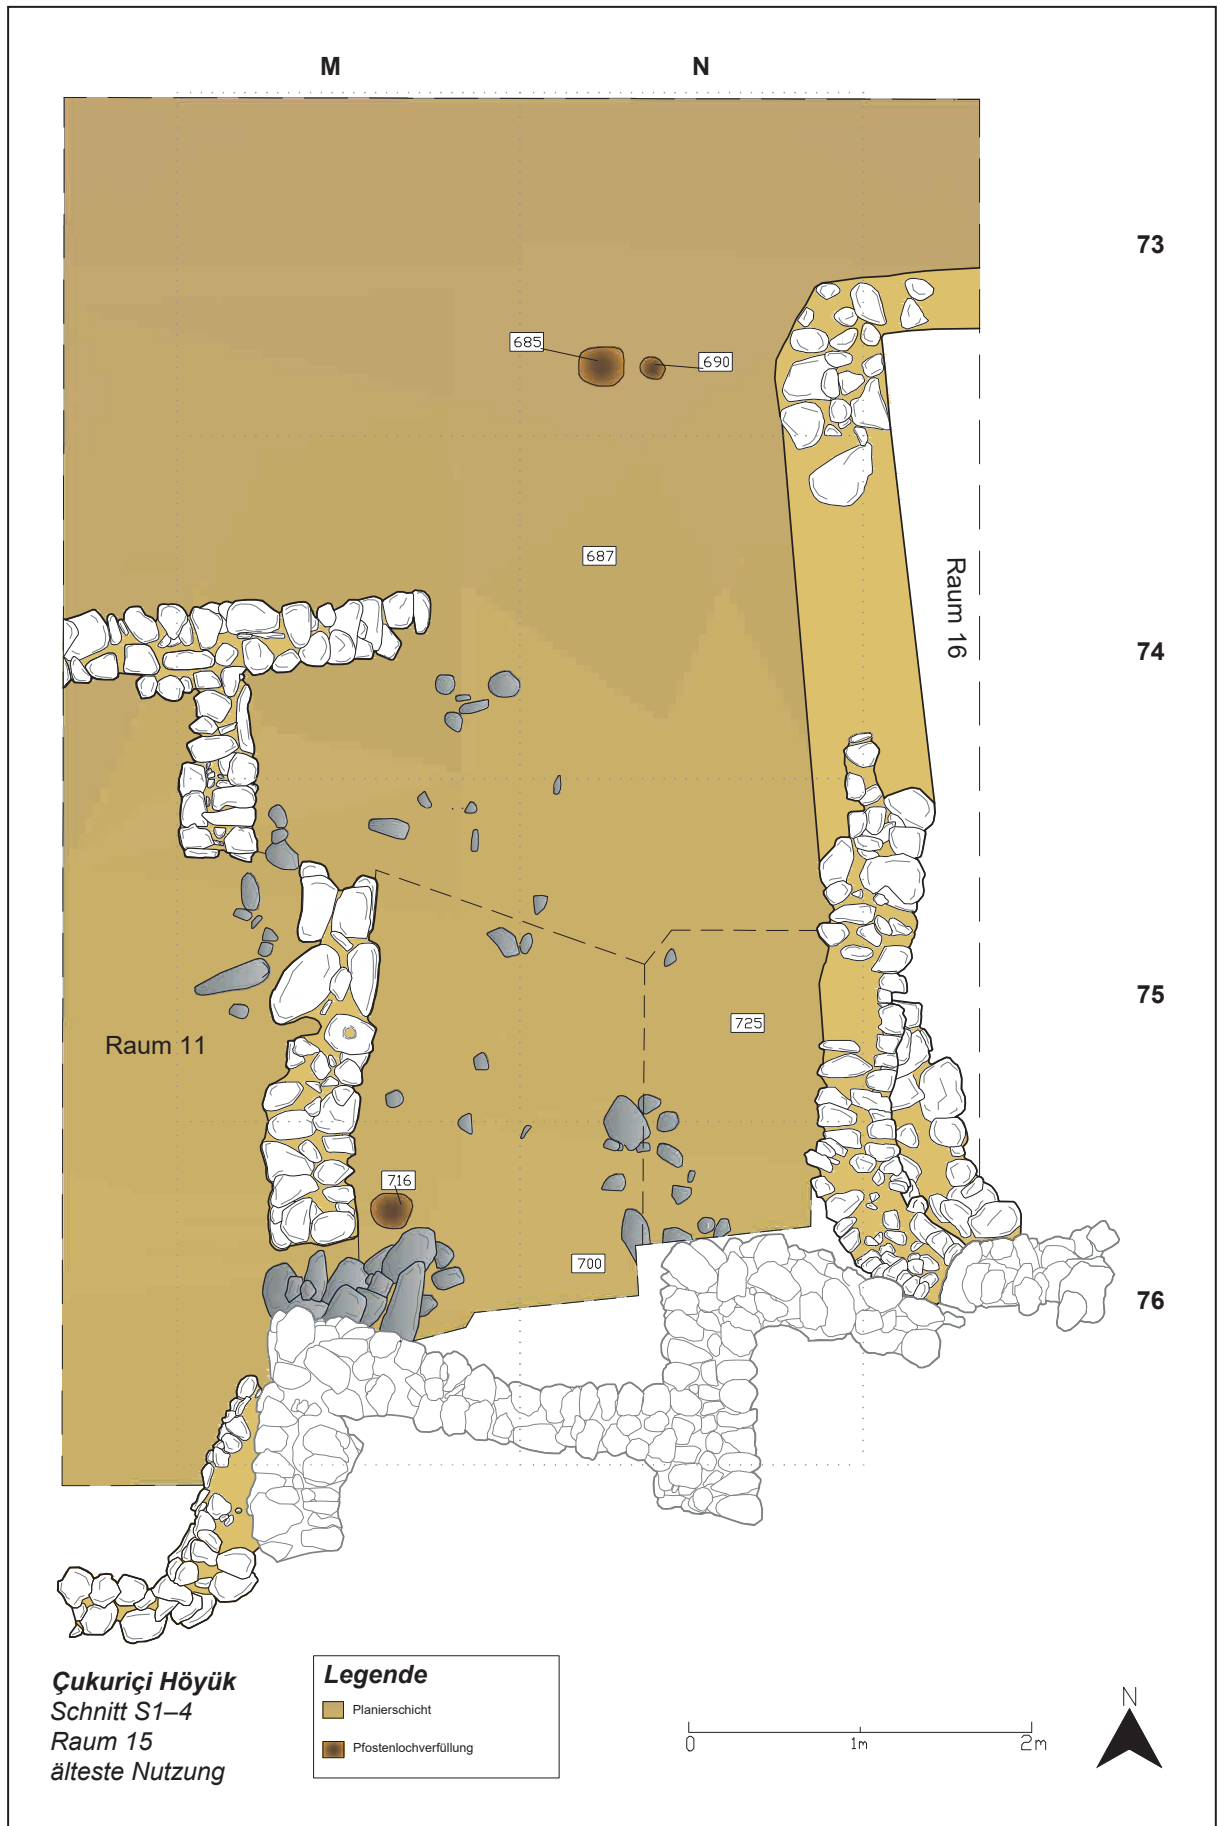 M
N
73
685
690
687
Raum 16
74
75
725
Raum 11
716
700
76
Çukuriçi Höyük
Schnitt S1–4
Raum 15
älteste Nutzung
Legende
Planierschicht
Pfostenlochverfüllung
0
1m
2m
N